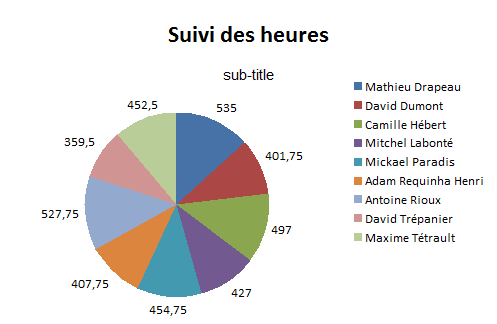 Suivi des heures
sub-title
535
401,75
497
427
454,75
407,75
527,75
359,5
452,5
Mathieu Drapeau
David Dumont
Camille Hébert
Mitchel Labonté
Mickael Paradis
Adam Requinha Henri
Antoine Rioux
David Trépanier
Maxime Tétrault